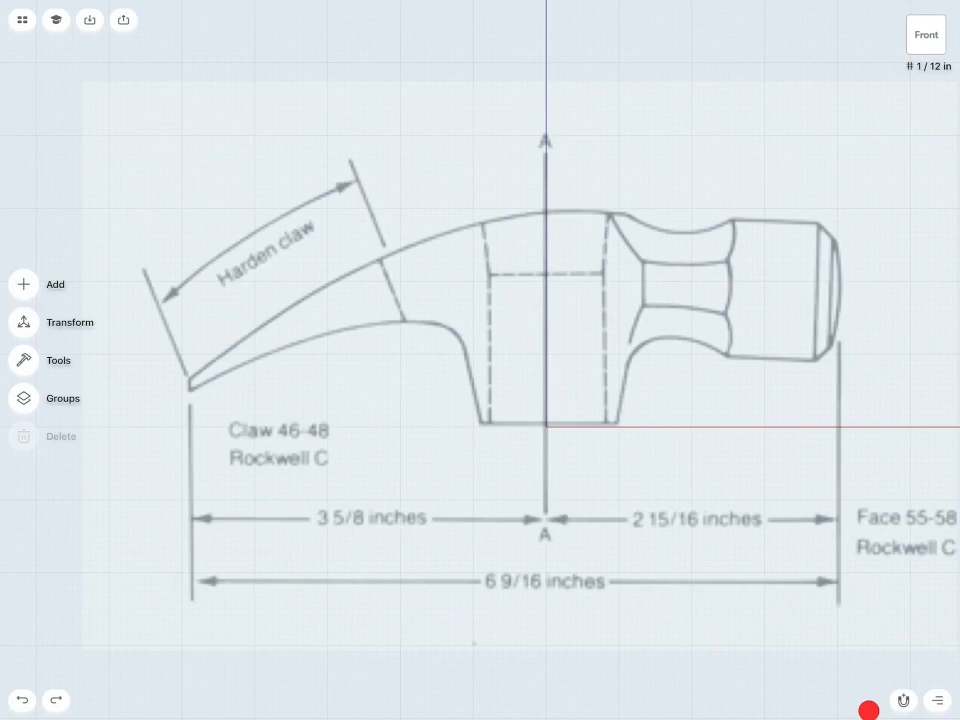 Front
# 1 / 12 in
A
Harden claw
Add
Transform
Tools
Groups
Delete
Claw 46-48
Rockwell C
3 5/8 inches
2 15/16 inches
Face 55-58
Rockwell C
A
6 9/16 inches